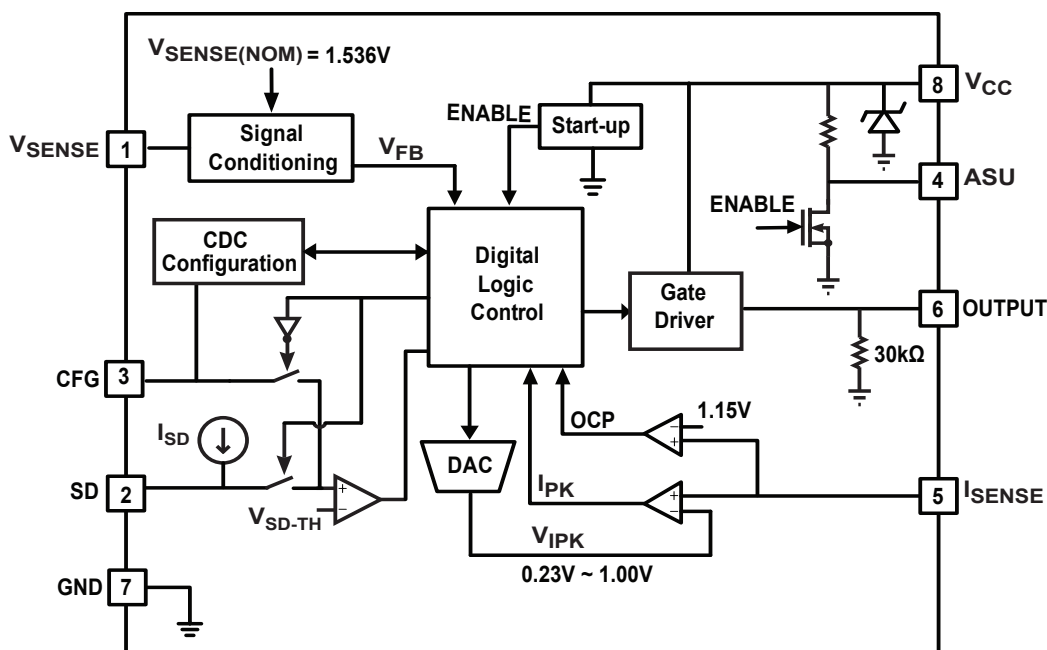 VSENSE(NOM) = 1.536V
VSENSE
1
Signal
Conditioning
VFB
ENABLE
Start-up
8
VCC
4
ASU
ENABLE
CDC
Configuration
Digital
Logic
Control
Gate
Driver
6
OUTPUT
30kΩ
CFG
3
ISD
SD
2
+
−
VSD-TH
DAC
OCP
1.15V
−
+
IPK
+
−
5
ISENSE
VIPK
0.23V ~ 1.00V
GND
7